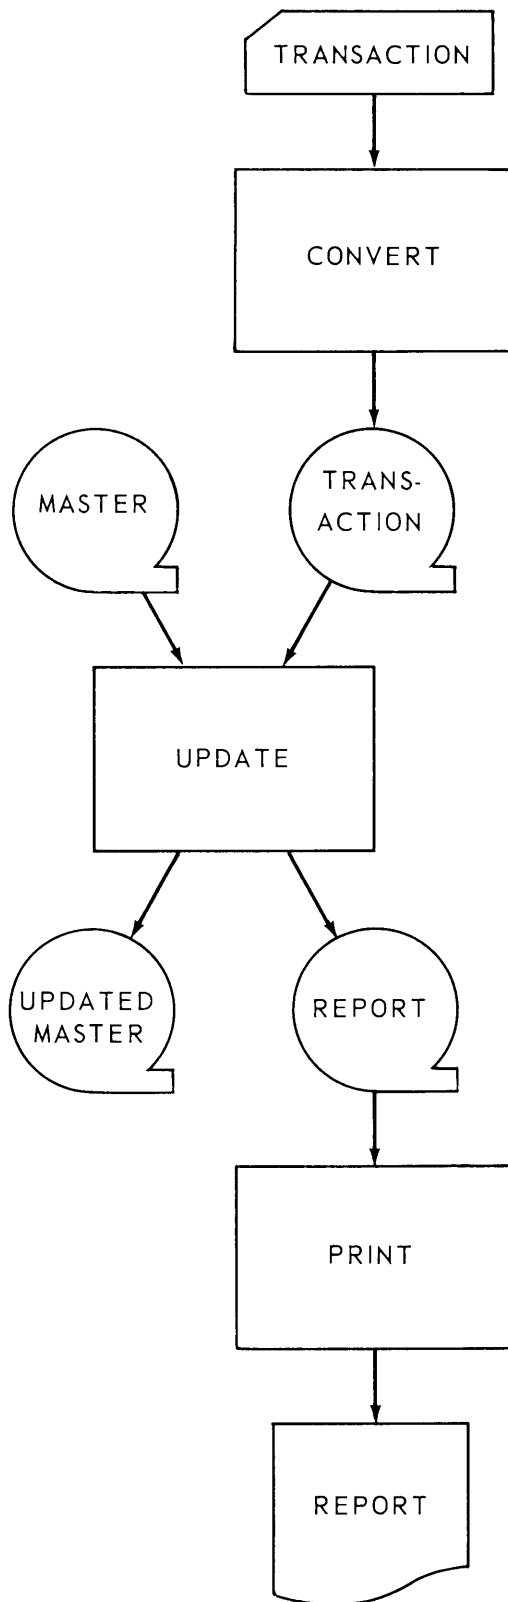 TRANSACTION
CONVERT
MASTER
TRANS-
ACTION
UPDATE
UPDATED
MASTER
REPORT
PRINT
REPORT